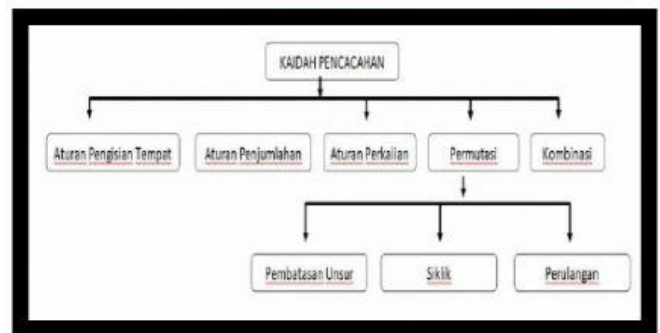 KAIDAH PENCACAHAN
Aturan Pengisian Tempat
Aturan Penjumlahan
Aturan Perkalian
Permutasi
Kombinasi
Pembatasan Unsur
Siklik
Perulangan